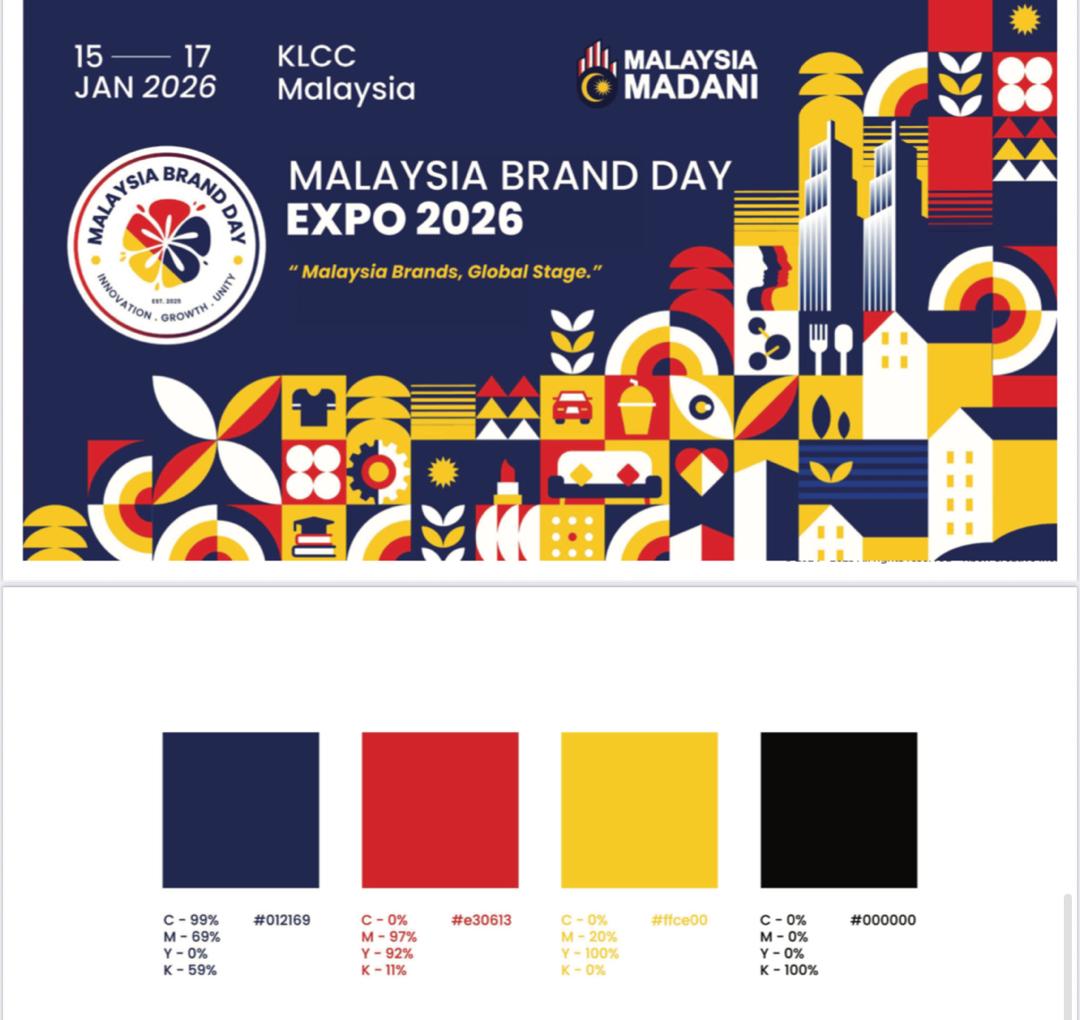 15 — 17
JAN 2026
KLCC
Malaysia
MALAYSIA
MADANI
MALAYSIA BRAND DAY
INNOVATION . GROWTH . UNITY
EST. 2025
MALAYSIA BRAND DAY
EXPO 2026
“ Malaysia Brands, Global Stage.”
C - 99% #012169
M - 69%
Y - 0%
K - 59%
C - 0% #e30613
M - 97%
Y - 92%
K - 11%
C - 0% #ffce00
M - 20%
Y - 100%
K - 0%
C - 0% #000000
M - 0%
Y - 0%
K - 100%